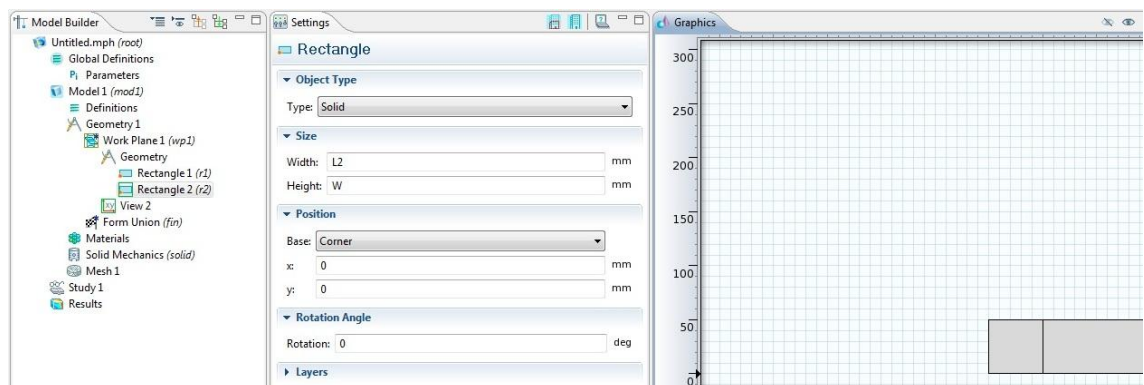 Model Builder
Untitled.mph (root)
Global Definitions
Pi Parameters
Model 1 (mod1)
Definitions
Geometry 1
Work Plane 1 (wp1)
Geometry
Rectangle 1 (r1)
Rectangle 2 (r2)
xy View 2
Form Union (fin)
Materials
Solid Mechanics (solid)
Mesh 1
Study 1
Results
Settings
Rectangle
Object Type
Type: Solid
Size
Width: L2 mm
Height: W mm
Position
Base: Corner
x: 0 mm
y: 0 mm
Rotation Angle
Rotation: 0 deg
Layers
Graphics
300
250
200
150
100
50
0